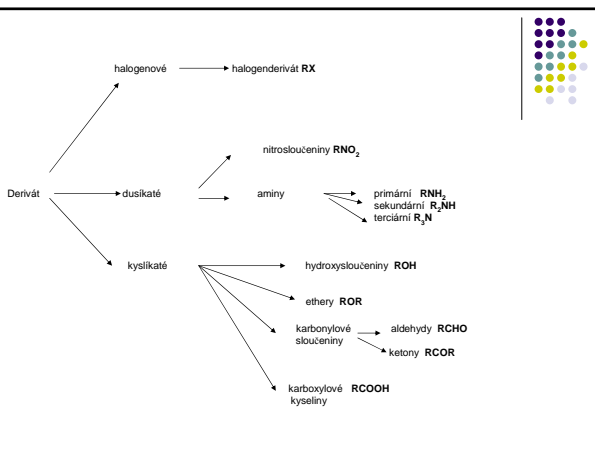 halogenové halogenderivát RX
nitrosloučeniny RNO₂
Derivát dusíkaté aminy primární RNH₂
sekundární R₂NH
terciární R₃N
kyslíkaté hydroxysloučeniny ROH
ethery ROR
karbonylové aldehydy RCHO
sloučeniny
ketony RCOR
karboxylové RCOOH
kyseliny